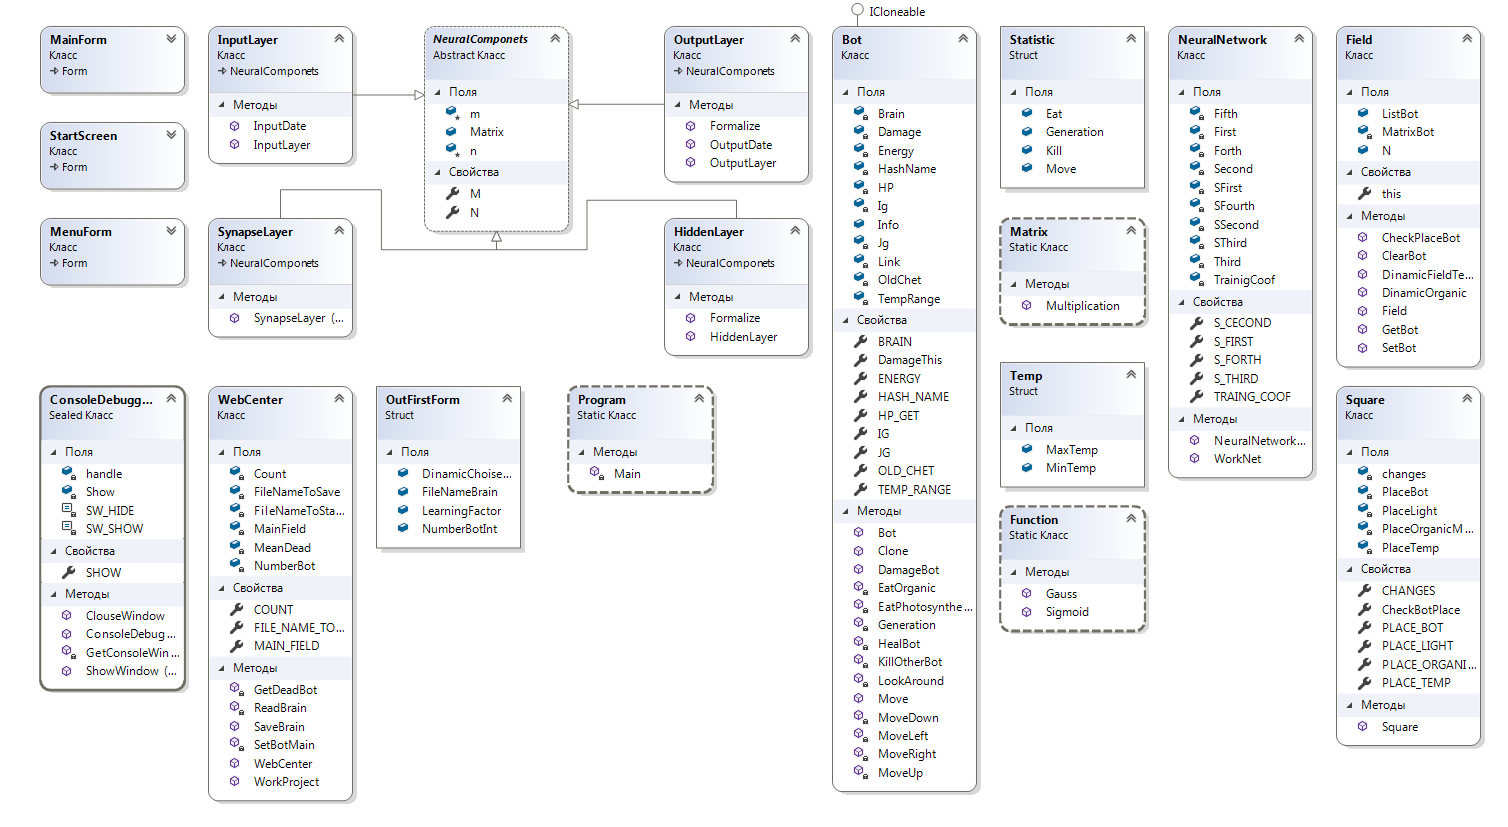 ICloneable
MainForm
Класс
Form
StartScreen
Класс
Form
MenuForm
Класс
Form
InputLayer
Класс
NeuralComponets
Методы
InputDate
InputLayer
NeuralComponets
Abstract Класс
Поля
m
Matrix
n
Свойства
M
N
OutputLayer
Класс
NeuralComponets
Методы
Formalize
OutputDate
OutputLayer
SynapseLayer
Класс
NeuralComponets
Методы
SynapseLayer (...
HiddenLayer
Класс
NeuralComponets
Методы
Formalize
HiddenLayer
ConsoleDebugg...
Sealed Класс
Поля
handle
Show
SW_HIDE
SW_SHOW
Свойства
SHOW
Методы
ClouseWindow
ConsoleDebug...
GetConsoleWin...
ShowWindow (...
WebCenter
Класс
Поля
Count
FileNameToSave
FileNameToSta...
MainField
MeanDead
NumberBot
Свойства
COUNT
FILE_NAME_TO...
MAIN_FIELD
Методы
GetDeadBot
ReadBrain
SaveBrain
SetBotMain
WebCenter
WorkProject
OutFirstForm
Struct
Поля
DinamicChoise...
FileNameBrain
LearningFactor
NumberBotInt
Program
Static Класс
Методы
Main
Bot
Класс
Поля
Brain
Damage
Energy
HashName
HP
Ig
Info
Jg
Link
OldChet
TempRange
Свойства
BRAIN
DamageThis
ENERGY
HASH_NAME
HP_GET
IG
JG
OLD_CHET
TEMP_RANGE
Методы
Bot
Clone
DamageBot
EatOrganic
EatPhotosynthe...
Generation
HealBot
KillOtherBot
LookAround
Move
MoveDown
MoveLeft
MoveRight
MoveUp
Statistic
Struct
Поля
Eat
Generation
Kill
Move
Matrix
Static Класс
Методы
Multiplication
Temp
Struct
Поля
MaxTemp
MinTemp
Function
Static Класс
Методы
Gauss
Sigmoid
NeuralNetwork
Класс
Поля
Fifth
First
Forth
Second
SFirst
SFourth
SSecond
SThird
Third
TrainigCoof
Свойства
S_CECOND
S_FIRST
S_FORTH
S_THIRD
TRAING_COOF
Методы
NeuralNetwork...
WorkNet
Field
Класс
Поля
ListBot
MatrixBot
N
Свойства
this
Методы
CheckPlaceBot
ClearBot
DinamicFieldTe...
DinamicOrganic
Field
GetBot
SetBot
Square
Класс
Поля
changes
PlaceBot
PlaceLight
PlaceOrganicM...
PlaceTemp
Свойства
CHANGES
CheckBotPlace
PLACE_BOT
PLACE_LIGHT
PLACE_ORGANI...
PLACE_TEMP
Методы
Square